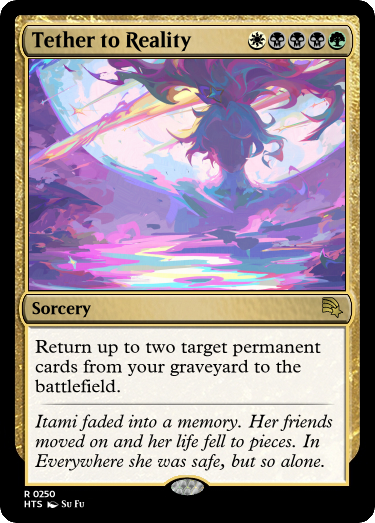 Tether to Reality
Sorcery
Return up to two target permanent
cards from your graveyard to the
battlefield.
Itami faded into a memory. Her friends
moved on and her life fell to pieces. In
Everywhere she was safe, but so alone.
R 0250
HTS Su Fu